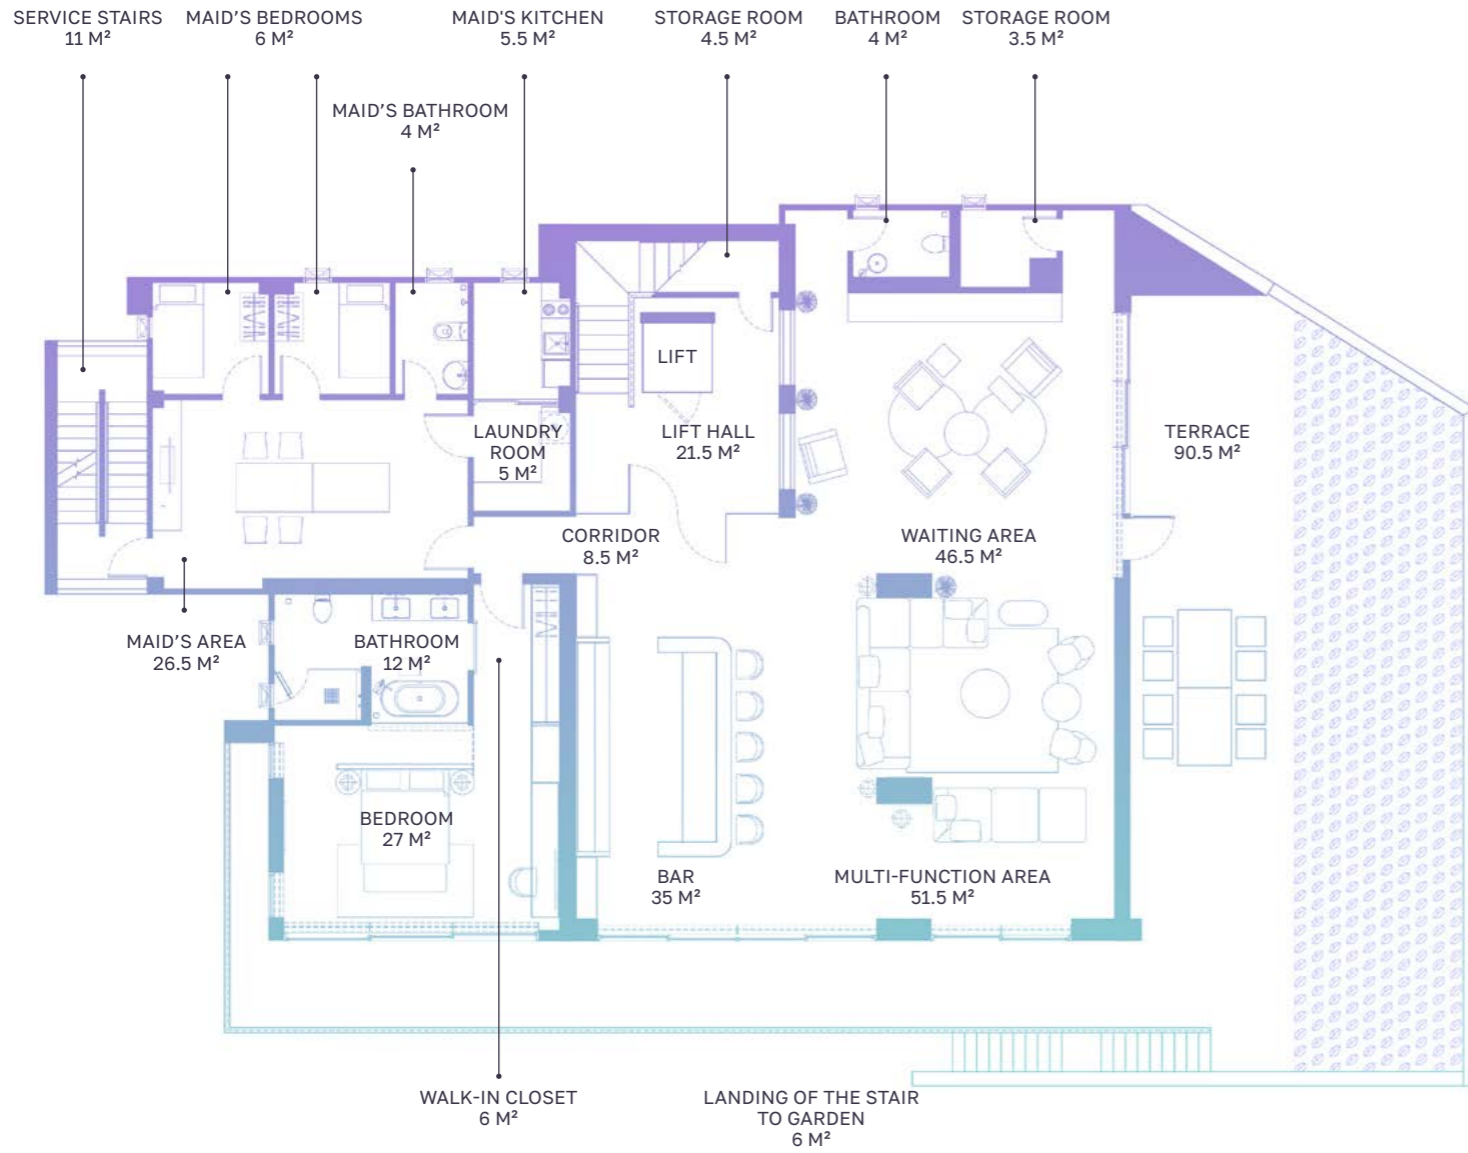 SERVICE STAIRS
11 M²
MAID’S BEDROOMS
6 M²
MAID'S KITCHEN
5.5 M²
STORAGE ROOM
4.5 M²
BATHROOM
4 M²
STORAGE ROOM
3.5 M²
MAID’S BATHROOM
4 M²
LIFT
LAUNDRY
ROOM
5 M²
LIFT HALL
21.5 M²
TERRACE
90.5 M²
CORRIDOR
8.5 M²
WAITING AREA
46.5 M²
MAID’S AREA
26.5 M²
BATHROOM
12 M²
BEDROOM
27 M²
BAR
35 M²
MULTI-FUNCTION AREA
51.5 M²
WALK-IN CLOSET
6 M²
LANDING OF THE STAIR
TO GARDEN
6 M²